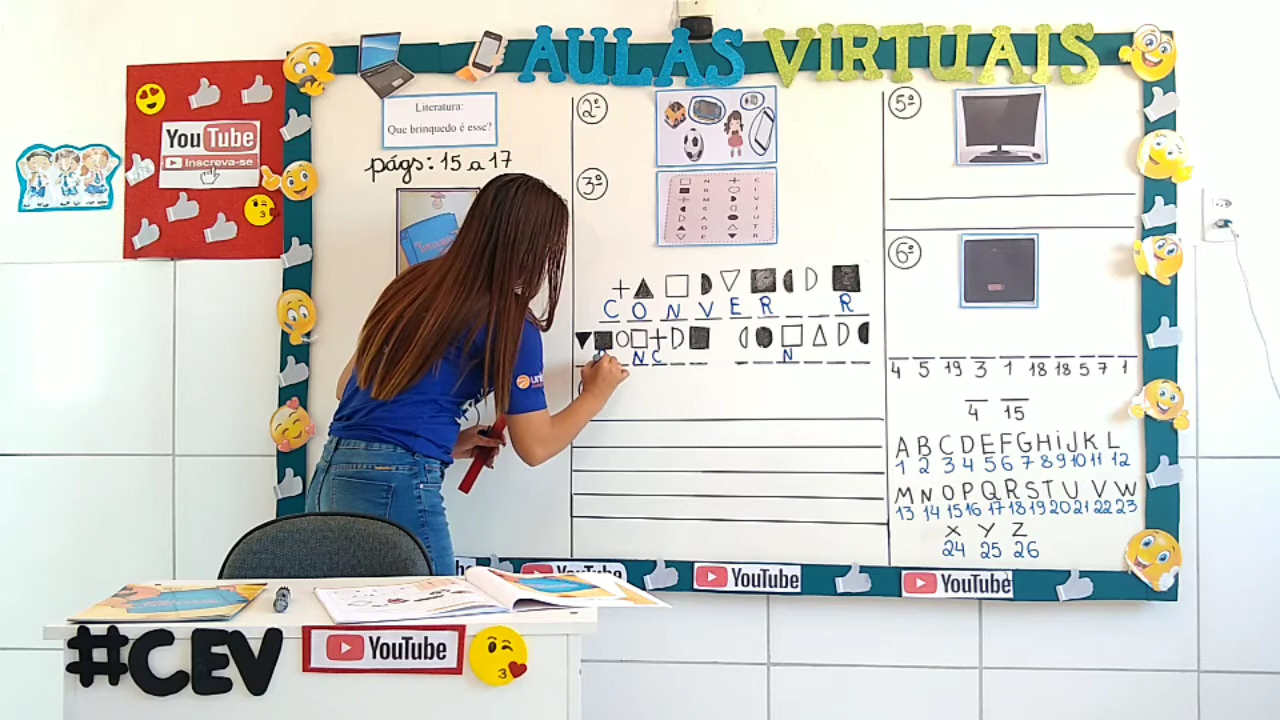 AULAS VIRTUAIS
YouTube
Inscreva-se
Literatura:
Que brinquedo é esse?
págs: 15 a 17
2º
3º
N C
R I
M V
S J
A U
D T
E R
C O N V E R _ _ R
_ _ _ N C _ _ _ _ N _ _ _
5º
6º
4 5 19 3 1 18 18 5 7 1
4 15
A B C D E F G H i J K L
1 2 3 4 5 6 7 8 9 10 11 12
M N O P Q R S T U V W
13 14 15 16 17 18 19 20 21 22 23
X Y Z
24 25 26
YouTube
YouTube
YouTube
#CEV
YouTube